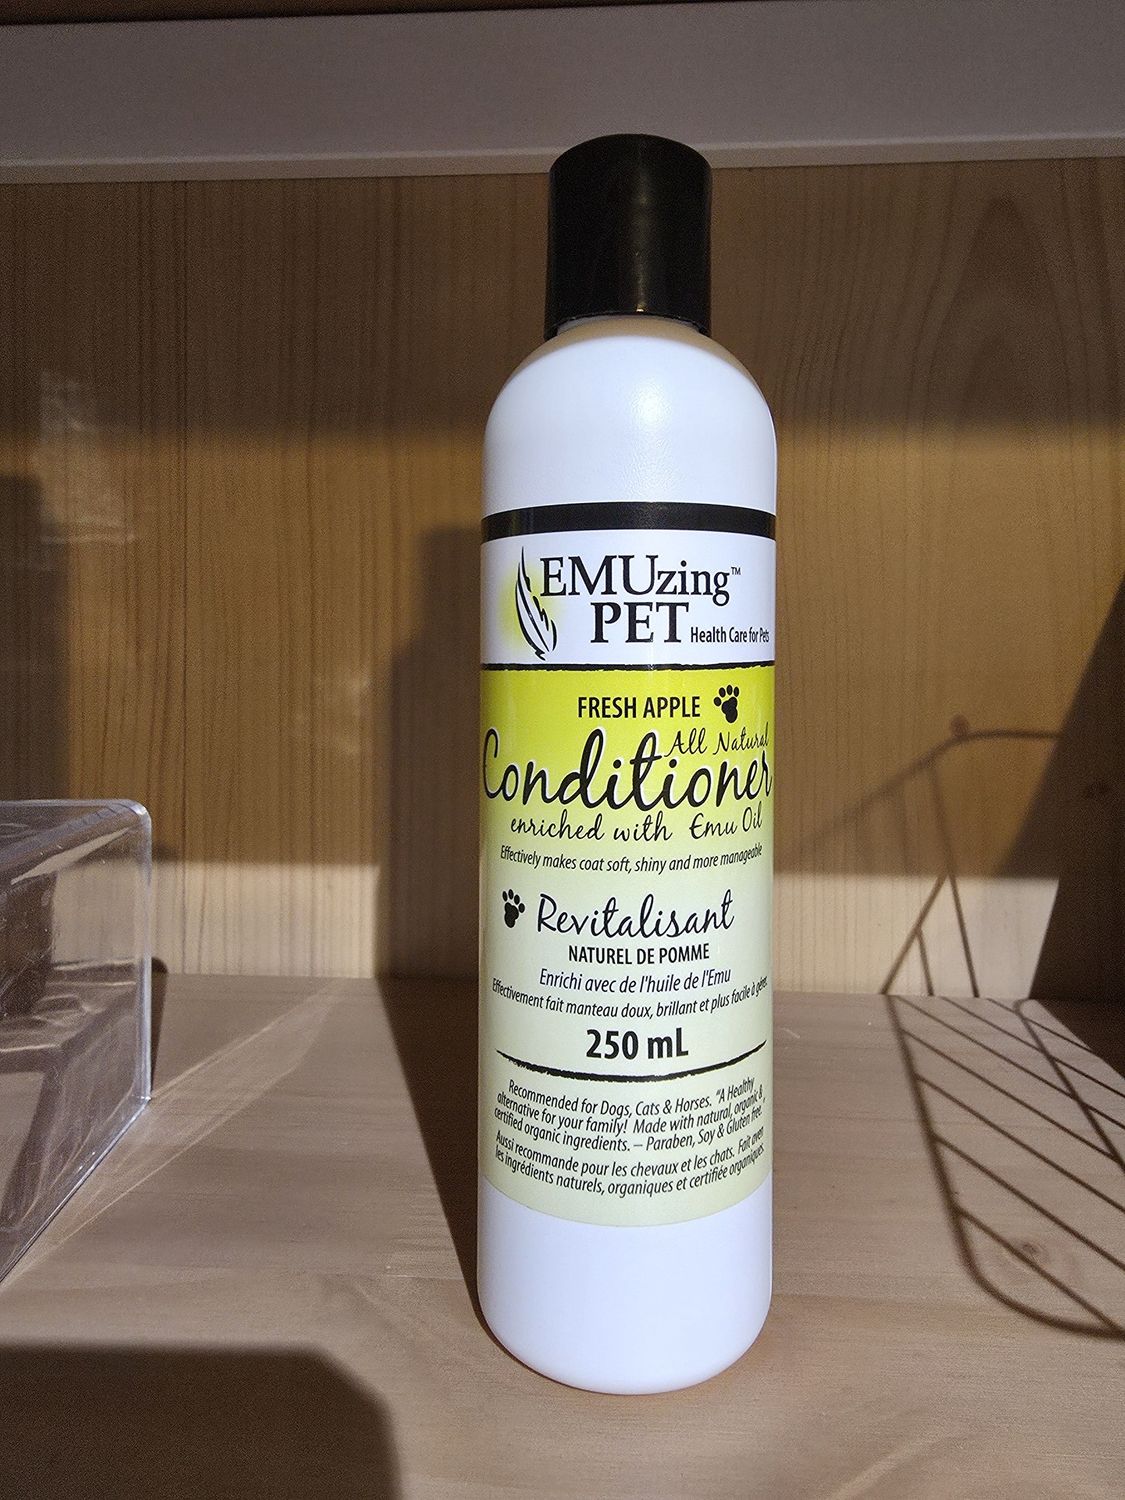 EMUzing™
PET Health Care for Pets
FRESH APPLE
All Natural
Conditioner
enriched with Emu Oil
Effectively makes coat soft, shiny and more manageable
Revitalisant
NATUREL DE POMME
Enrichi avec de l'huile de l'Emu
Effectivement fait manteau doux, brillant et plus facile à gérer
250 mL
Recommended for Dogs, Cats & Horses. "A Healthy
alternative for your family! Made with natural, organic &
certified organic ingredients. – Paraben, Soy & Gluten free.
Aussi recommande pour les chevaux et les chats. Fait aven
les ingrédients naturels, organiques et certifiée organiques.